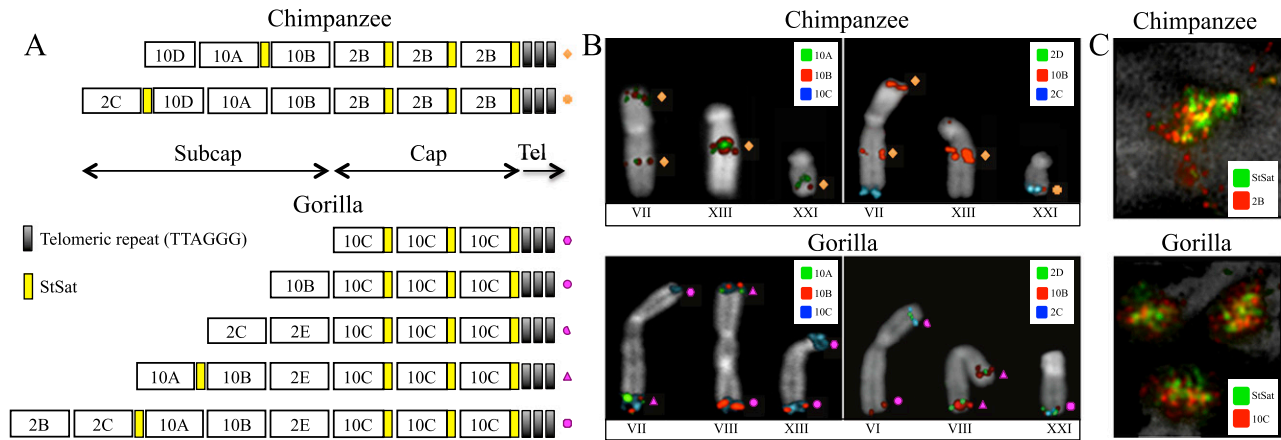 A
Chimpanzee
10D 10A 10B 2B 2B 2B
2C 10D 10A 10B 2B 2B 2B
Subcap Cap Tel
Gorilla
Telomeric repeat (TTAGGG)
StSat
10C 10C 10C
10B 10C 10C 10C
2C 2E 10C 10C 10C
10A 10B 2E 10C 10C 10C
2B 2C 10A 10B 2E 10C 10C 10C
B
Chimpanzee
10A
10B
10C
2D
10B
2C
VII XIII XXI VII XIII XXI
Gorilla
10A
10B
10C
2D
10B
2C
VII VIII XIII VI VIII XXI
C
Chimpanzee
StSat
2B
Gorilla
StSat
10C